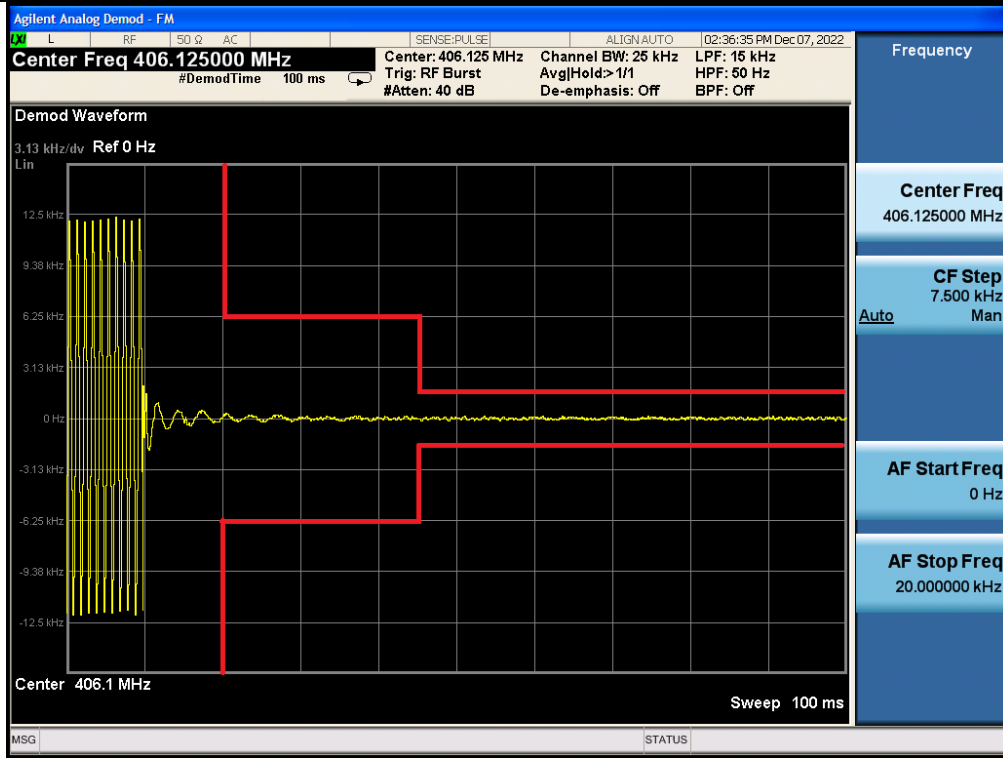 Agilent Analog Demod - FM
LXI L RF 50 Ω AC SENSE:PULSE ALIGN AUTO 02:36:35 PM Dec 07, 2022
Center Freq 406.125000 MHz
#DemodTime 100 ms
Center: 406.125 MHz
Trig: RF Burst
#Atten: 40 dB
Channel BW: 25 kHz
Avg|Hold:>1/1
De-emphasis: Off
LPF: 15 kHz
HPF: 50 Hz
BPF: Off
Demod Waveform
3.13 kHz/dv Ref 0 Hz
Lin
12.5 kHz
9.38 kHz
6.25 kHz
3.13 kHz
0 Hz
-3.13 kHz
-6.25 kHz
-9.38 kHz
-12.5 kHz
Center 406.1 MHz
Sweep 100 ms
Frequency
Center Freq
406.125000 MHz
CF Step
7.500 kHz
Auto Man
AF Start Freq
0 Hz
AF Stop Freq
20.000000 kHz
MSG STATUS